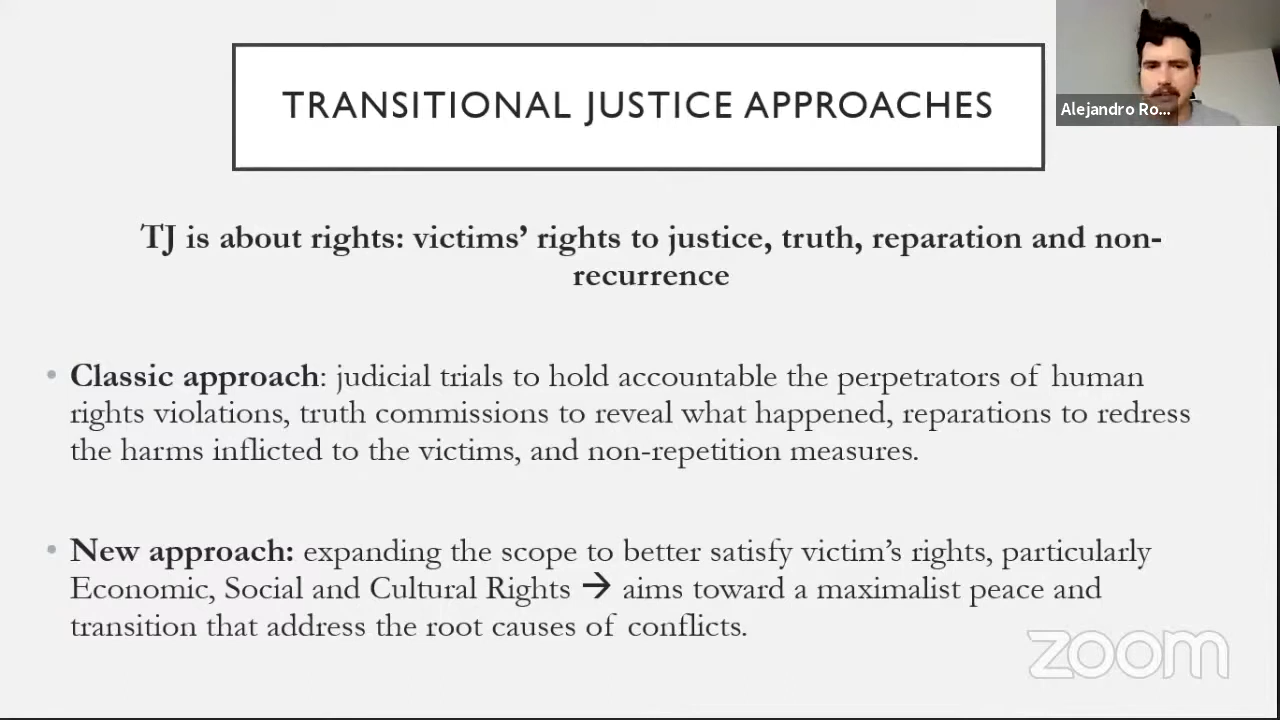 TRANSITIONAL JUSTICE APPROACHES
Alejandro Ro...
TJ is about rights: victims’ rights to justice, truth, reparation and non-
recurrence
• Classic approach: judicial trials to hold accountable the perpetrators of human
rights violations, truth commissions to reveal what happened, reparations to redress
the harms inflicted to the victims, and non-repetition measures.
• New approach: expanding the scope to better satisfy victim’s rights, particularly
Economic, Social and Cultural Rights → aims toward a maximalist peace and
transition that address the root causes of conflicts.
zoom